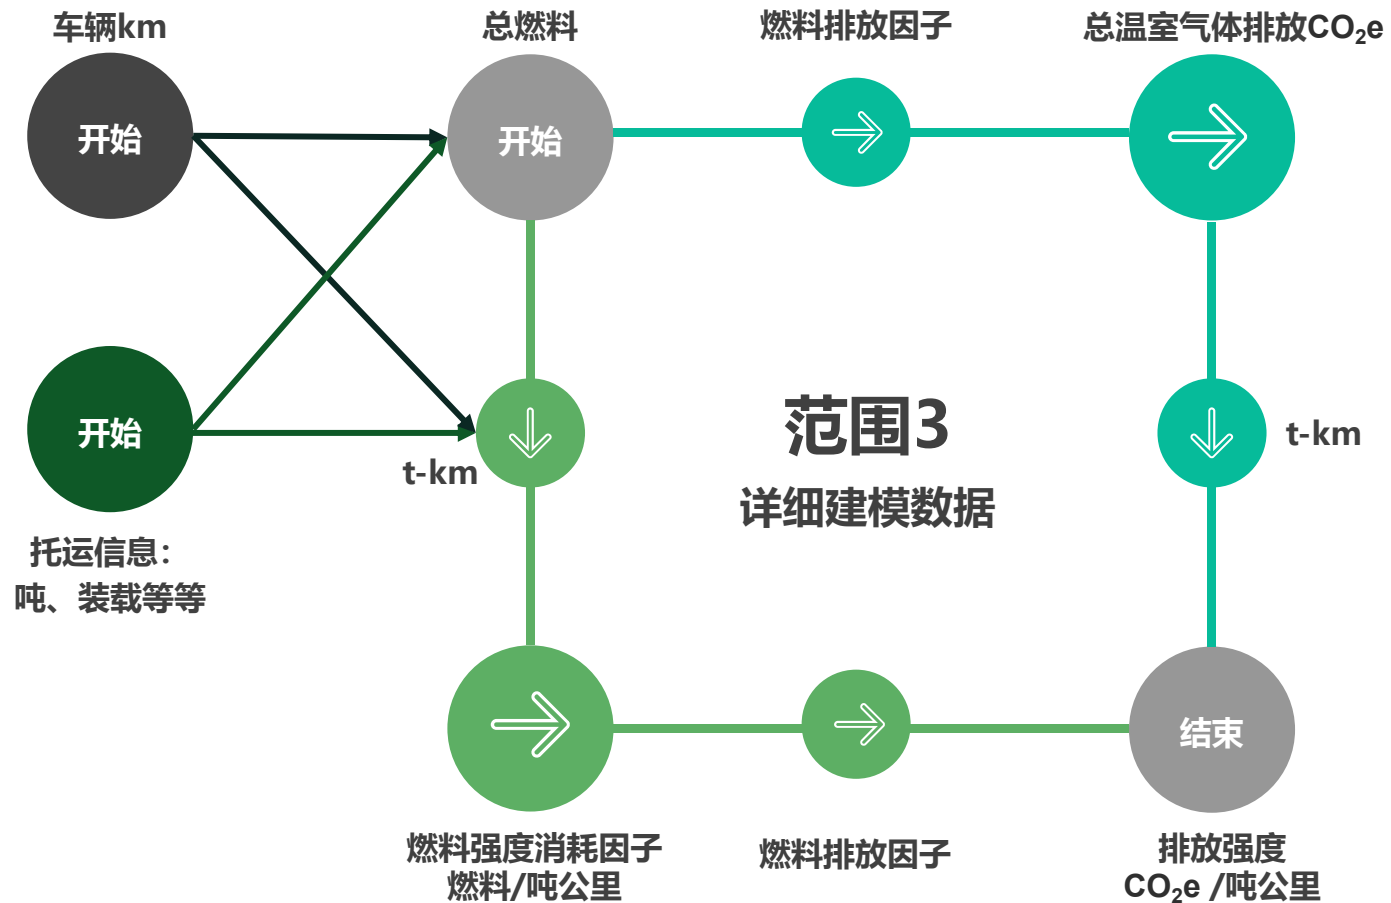 车辆km
总燃料
燃料排放因子
总温室气体排放CO₂e
开始
开始
开始
t-km
范围3
详细建模数据
t-km
托运信息：
吨、装载等等
结束
燃料强度消耗因子
燃料/吨公里
燃料排放因子
排放强度
CO₂e /吨公里